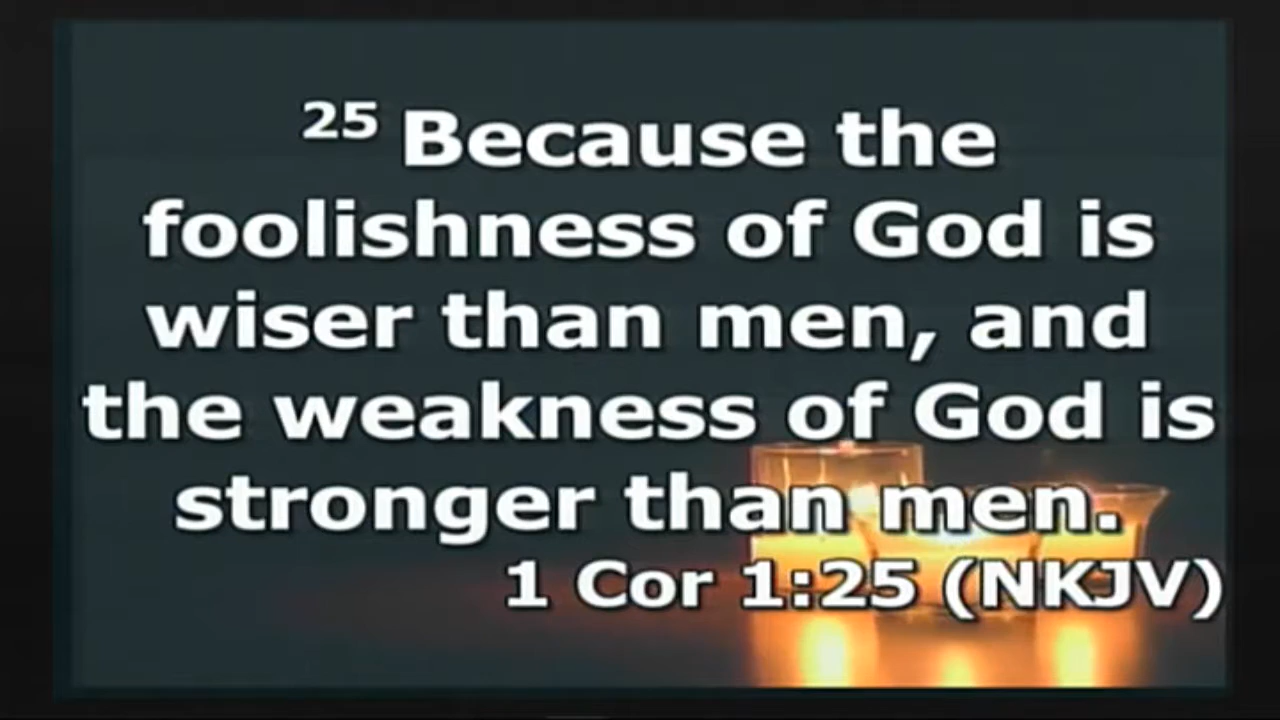 25 Because the
foolishness of God is
wiser than men, and
the weakness of God is
stronger than men.
1 Cor 1:25 (NKJV)